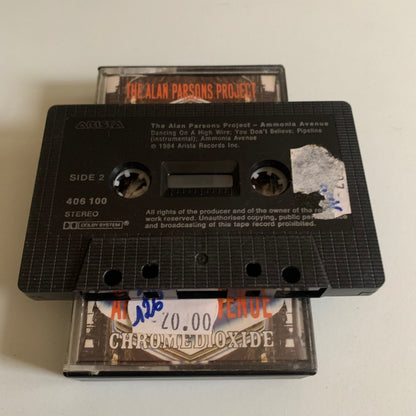 THE ALAN PARSONS PROJECT
ARISTA
The Alan Parsons Project – Ammonia Avenue
Dancing On A High Wire; You Don't Believe; Pipeline
(instrumental); Ammonia Avenue
℗ 1984 Arista Records Inc.
SIDE 2
406 100
STEREO
DOLBY SYSTEM
All rights of the producer and of the owner of the
work reserved. Unauthorised copying, public
and broadcasting of this tape record prohibited.
126
20.00
CHROMEDIOXIDE